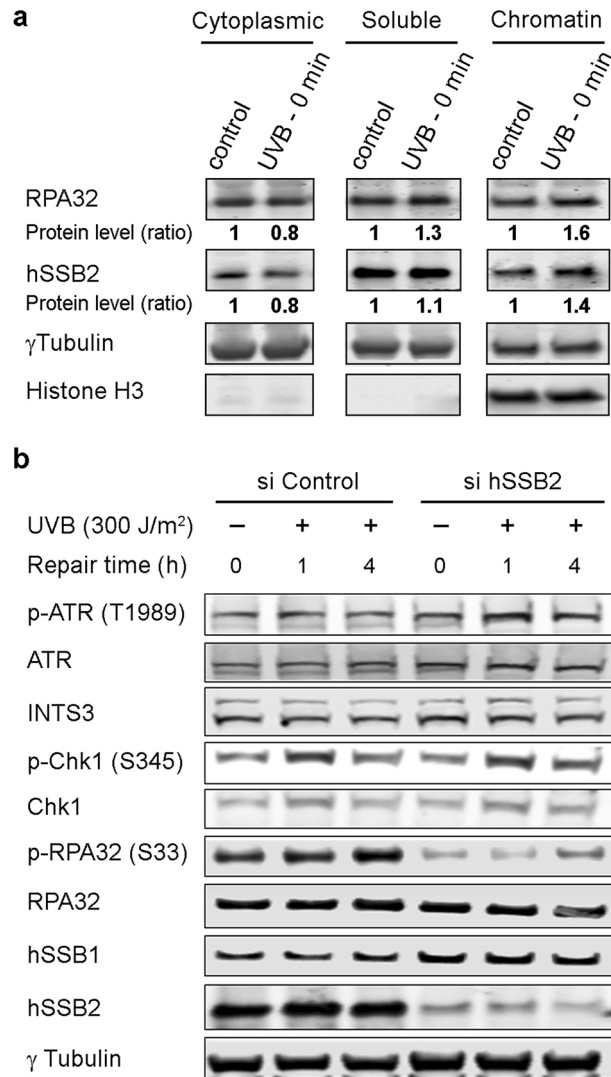 a
Cytoplasmic Soluble Chromatin
control UVB - 0 min control UVB - 0 min control UVB - 0 min
RPA32
Protein level (ratio) 1 0.8 1 1.3 1 1.6
hSSB2
Protein level (ratio) 1 0.8 1 1.1 1 1.4
γTubulin
Histone H3
b
si Control si hSSB2
UVB (300 J/m²) – + + – + +
Repair time (h) 0 1 4 0 1 4
p-ATR (T1989)
ATR
INTS3
p-Chk1 (S345)
Chk1
p-RPA32 (S33)
RPA32
hSSB1
hSSB2
γ Tubulin